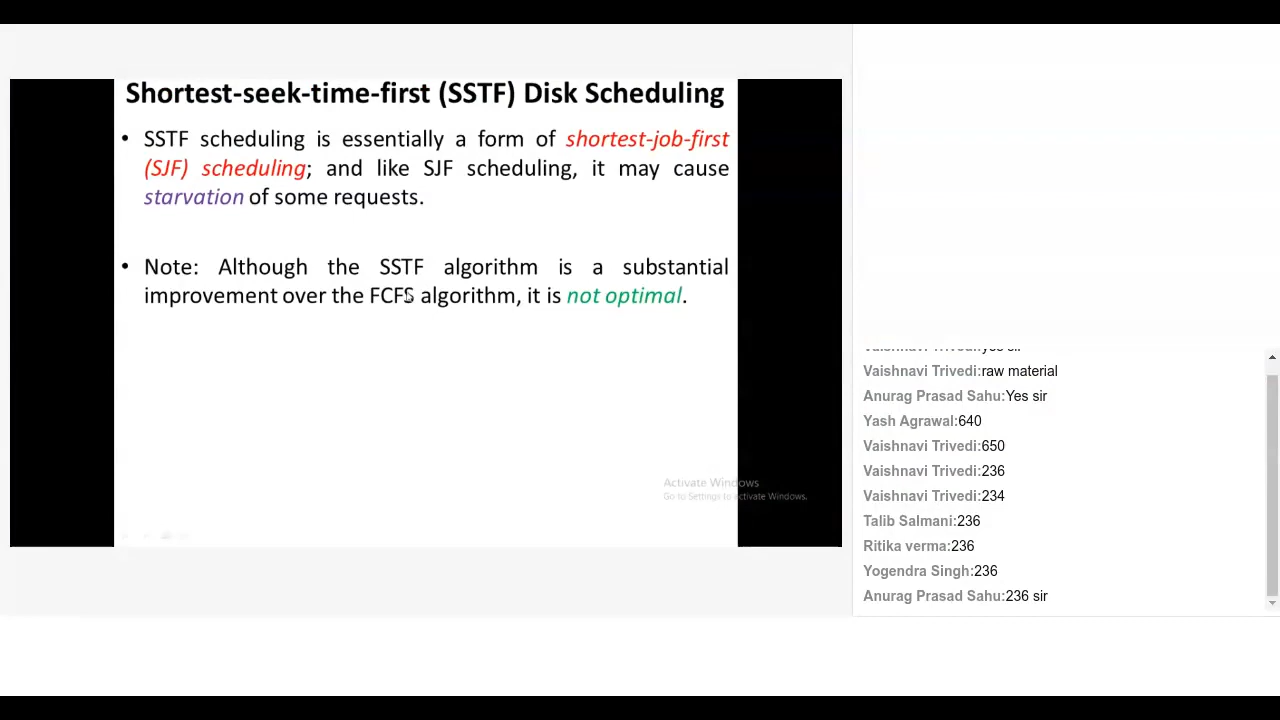 Shortest-seek-time-first (SSTF) Disk Scheduling
• SSTF scheduling is essentially a form of shortest-job-first
(SJF) scheduling; and like SJF scheduling, it may cause
starvation of some requests.
• Note: Although the SSTF algorithm is a substantial
improvement over the FCFS algorithm, it is not optimal.
Activate Windows
Go to Settings to activate Windows.
Vaishnavi Trivedi:yes sir
Vaishnavi Trivedi:raw material
Anurag Prasad Sahu:Yes sir
Yash Agrawal:640
Vaishnavi Trivedi:650
Vaishnavi Trivedi:236
Vaishnavi Trivedi:234
Talib Salmani:236
Ritika verma:236
Yogendra Singh:236
Anurag Prasad Sahu:236 sir